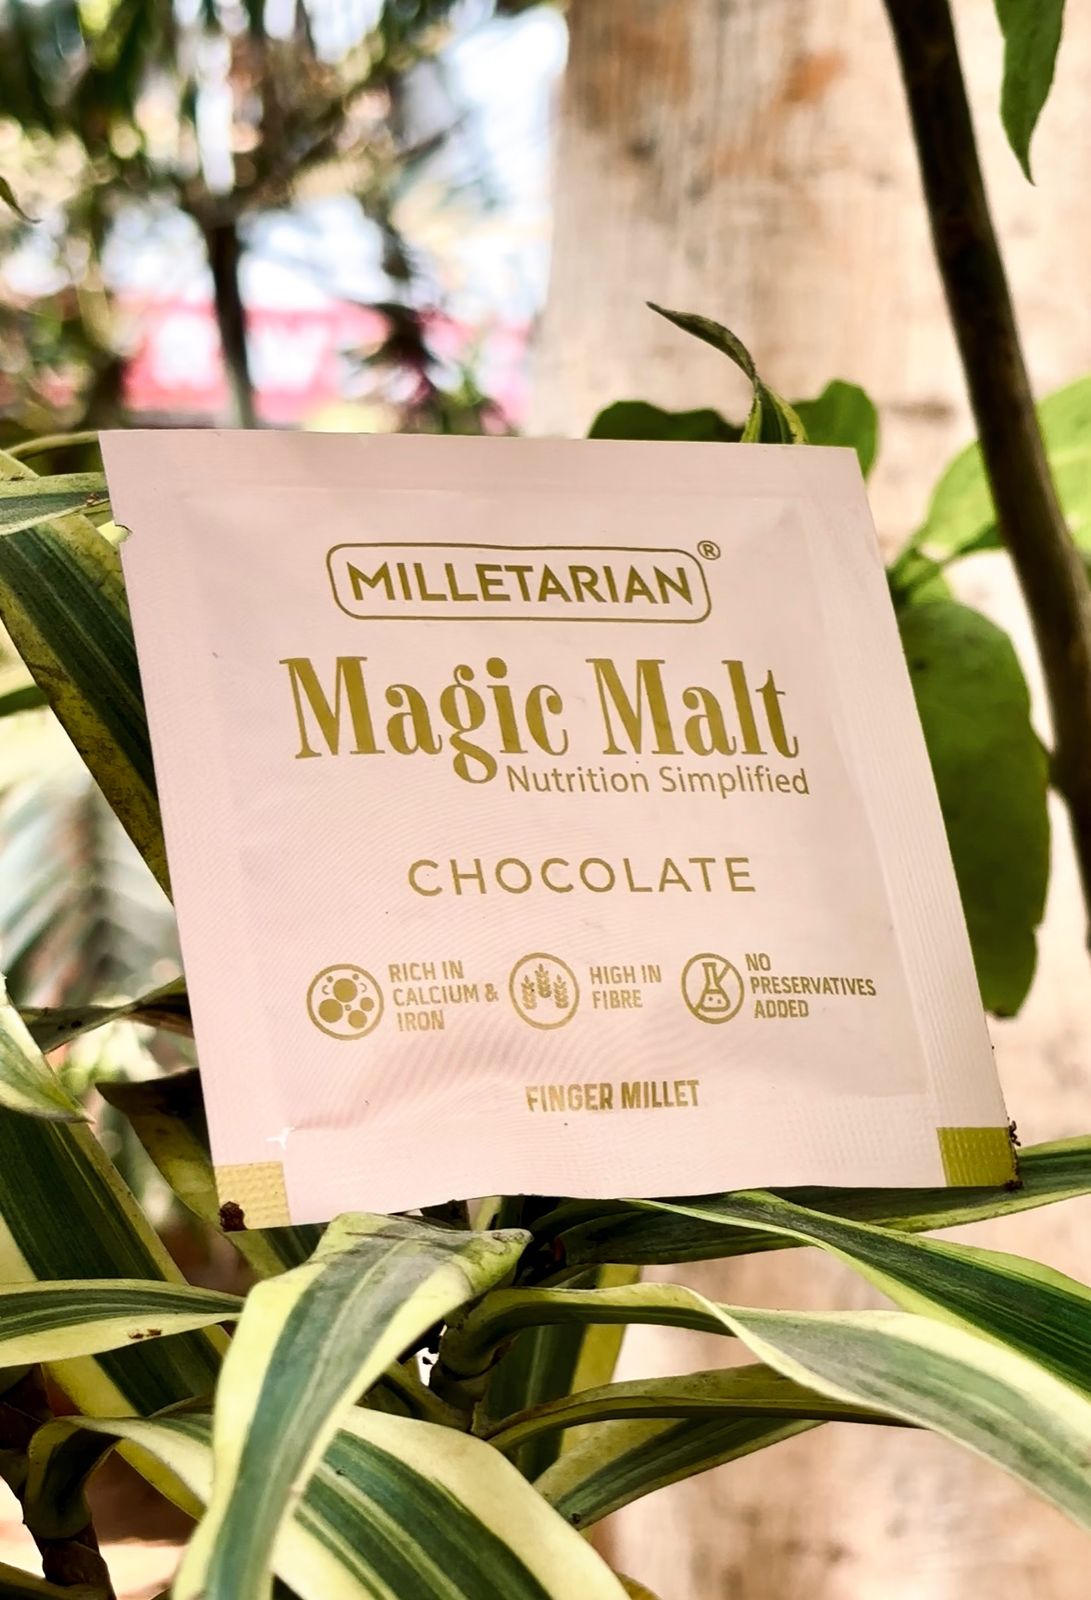 MILLETARIAN®
Magic Malt
Nutrition Simplified
CHOCOLATE
RICH IN
CALCIUM &
IRON
HIGH IN
FIBRE
NO
PRESERVATIVES
ADDED
FINGER MILLET